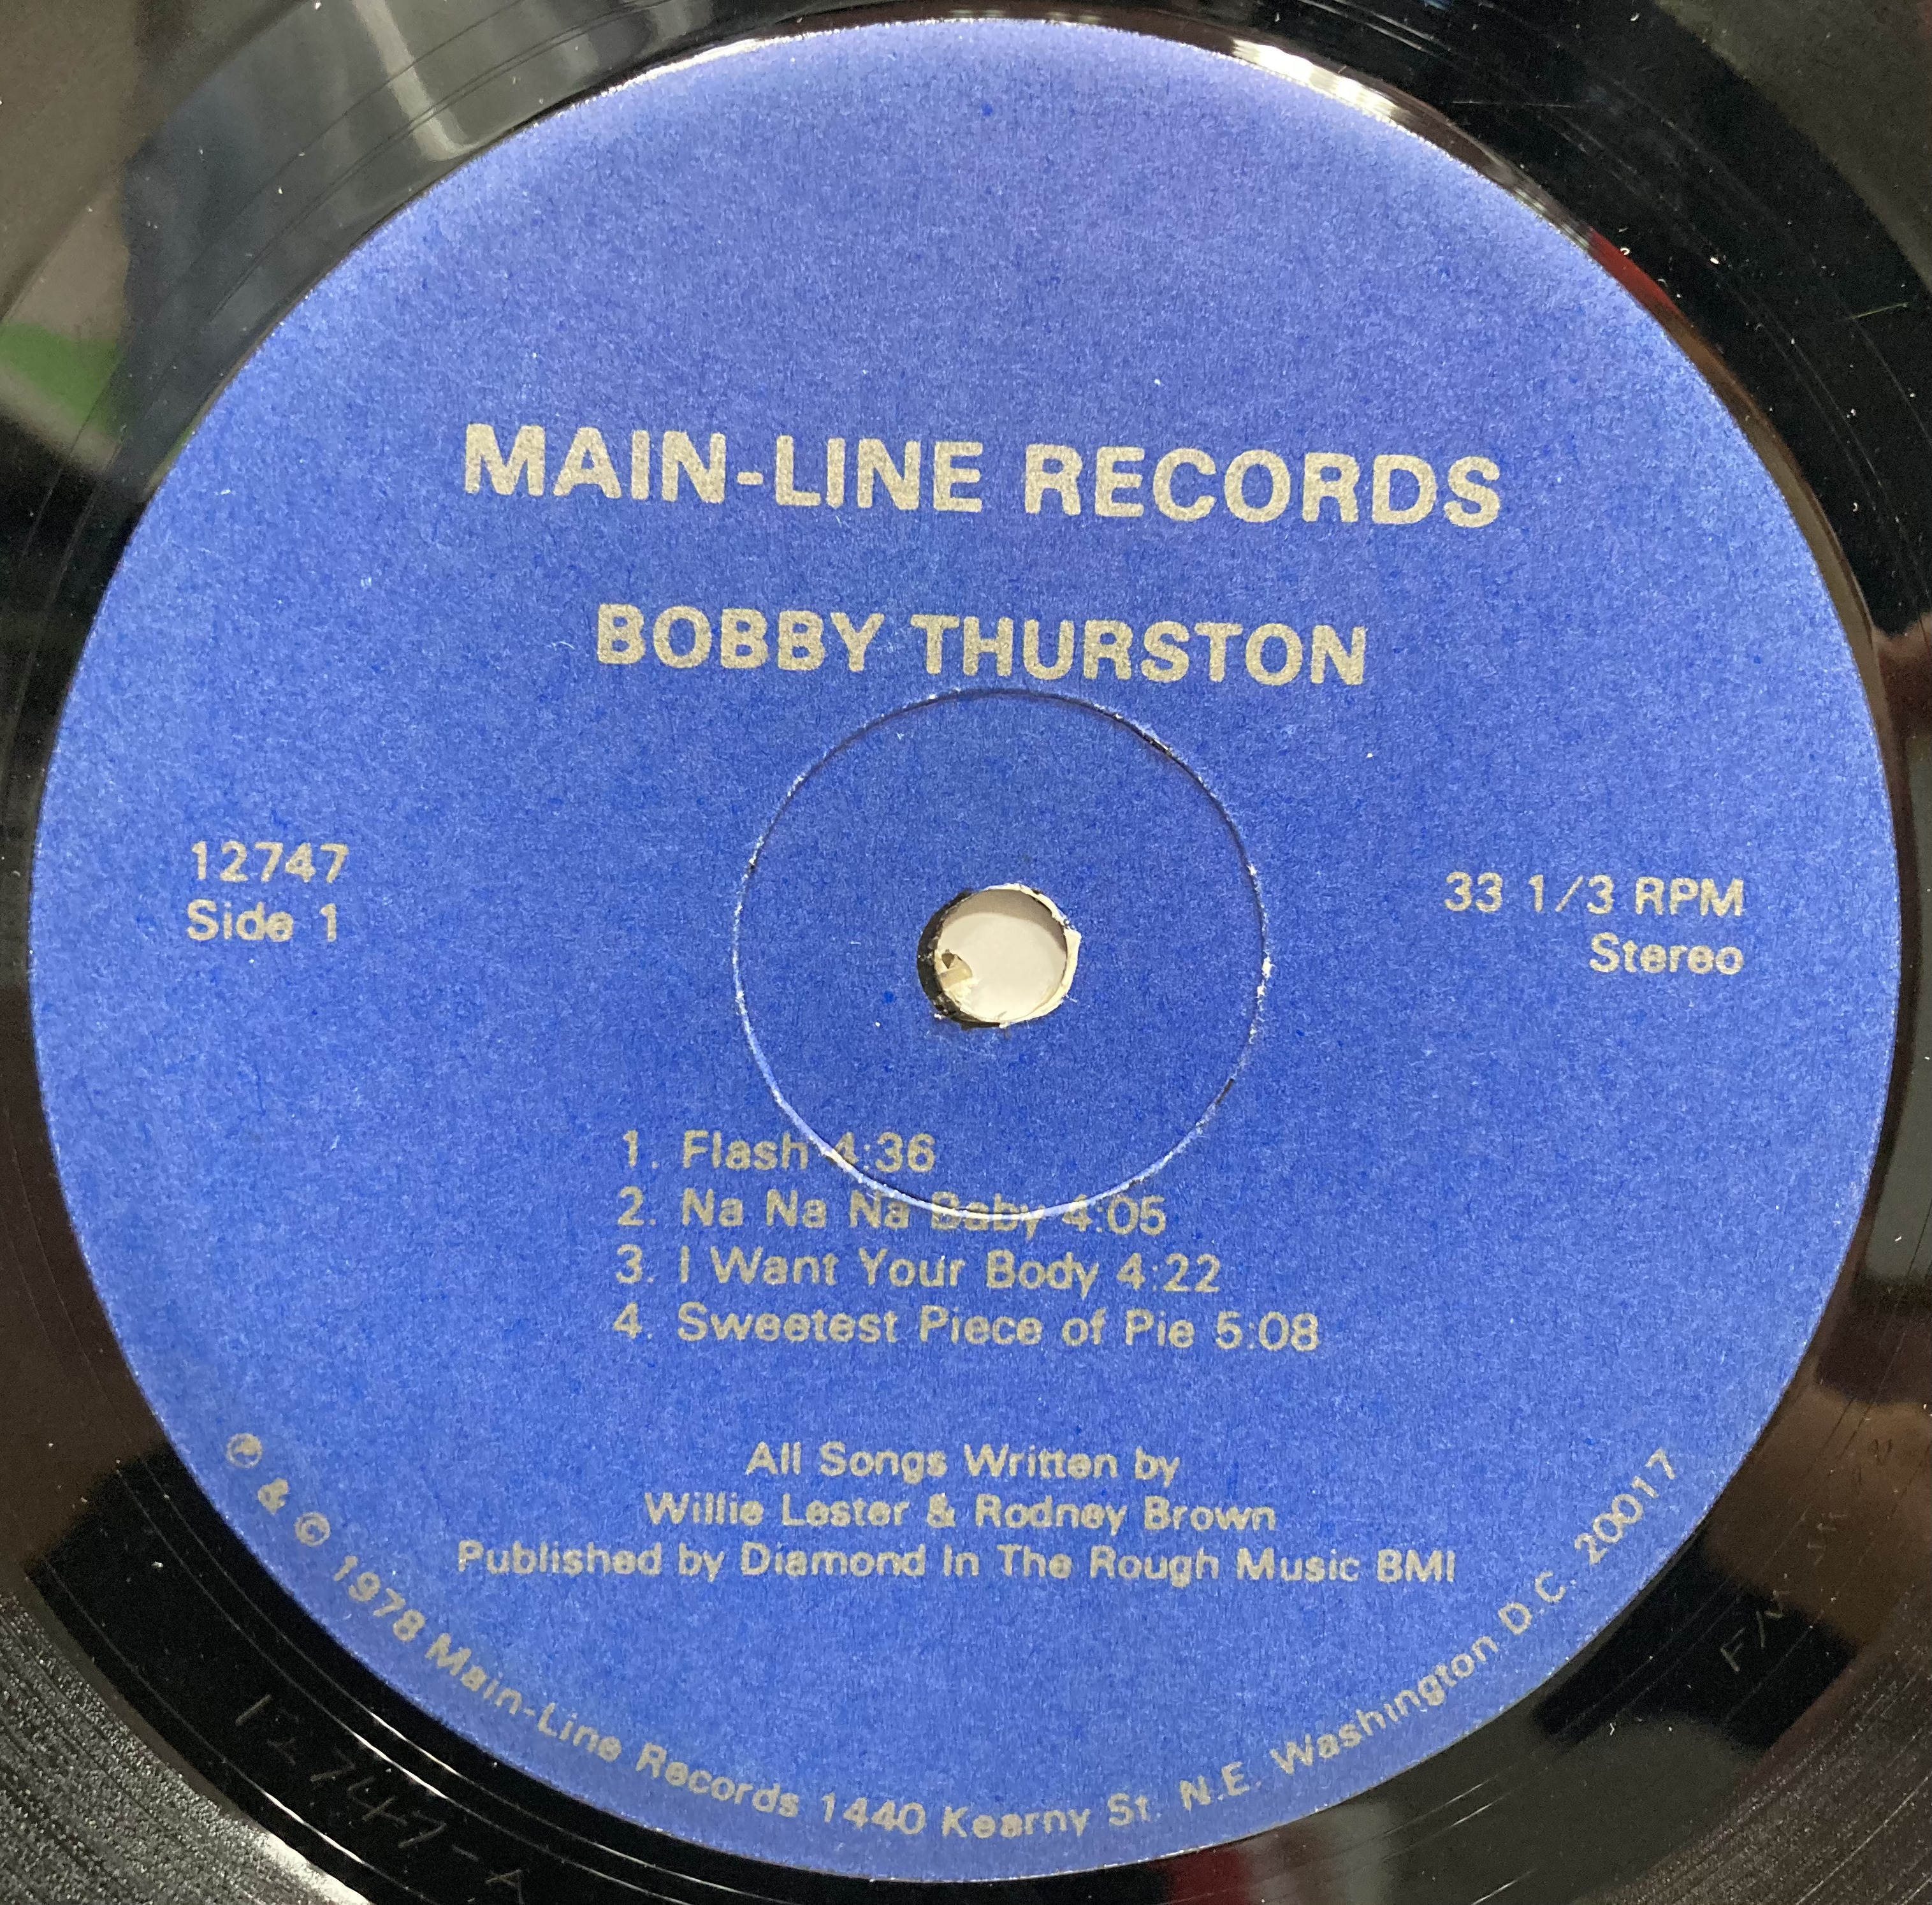 MAIN-LINE RECORDS
BOBBY THURSTON
12747
Side 1
33 1/3 RPM
Stereo
1. Flash 4:36
2. Na Na Na Baby 4:05
3. I Want Your Body 4:22
4. Sweetest Piece of Pie 5:08
All Songs Written by
Willie Lester & Rodney Brown
Published by Diamond In The Rough Music BMI
℗ & © 1978 Main-Line Records 1440 Kearny St. N.E. Washington D.C. 20017
12747-A